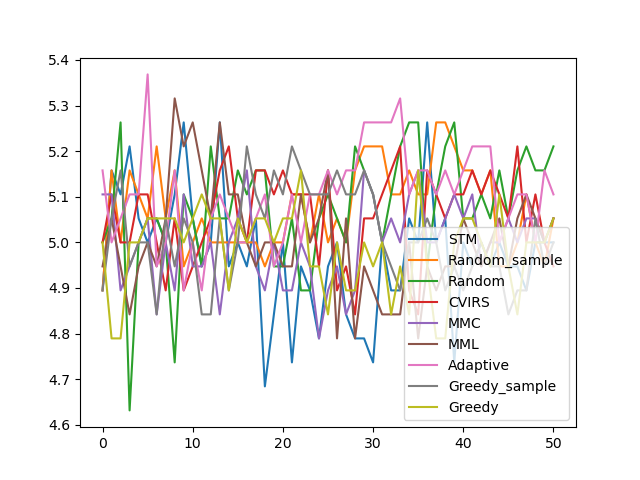 5.4
5.3
5.2
5.1
5.0
4.9
4.8
4.7
4.6
0
10
20
30
40
50
STM
Random_sample
Random
CVIRS
MMC
MML
Adaptive
Greedy_sample
Greedy